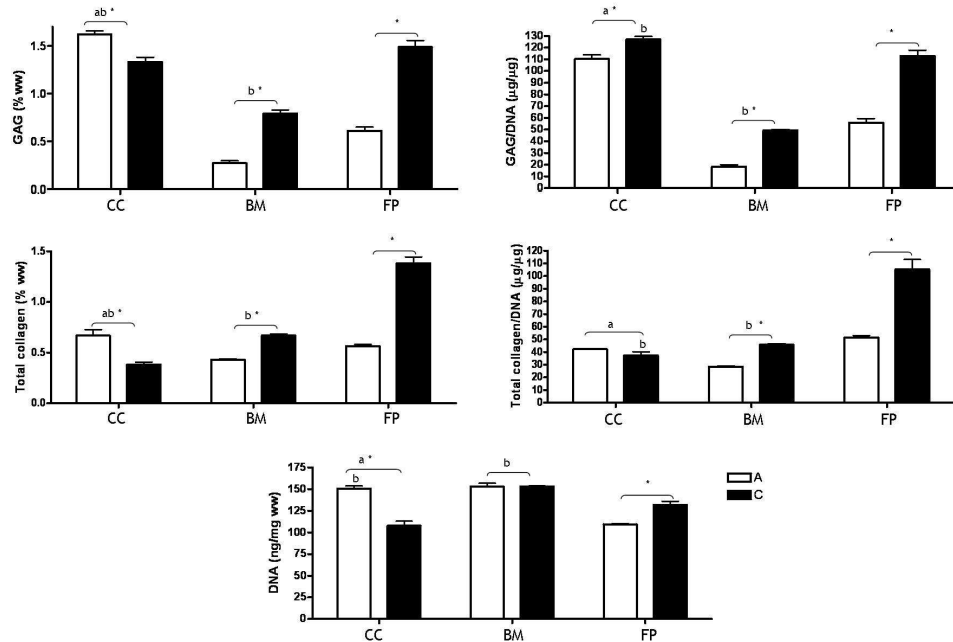 ab *
b *
*
GAG (% ww)
1.5
1.0
0.5
0.0
CC BM FP
a *
b
b *
*
GAG/DNA (µg/µg)
130
120
110
100
90
80
70
60
50
40
30
20
10
0
CC BM FP
ab *
b *
*
Total collagen (% ww)
1.5
1.0
0.5
0.0
CC BM FP
a
b
b *
*
Total collagen/DNA (µg/µg)
120
110
100
90
80
70
60
50
40
30
20
10
0
CC BM FP
a *
b
b
*
DNA (ng/mg ww)
175
150
125
100
75
50
25
0
CC BM FP
A
C